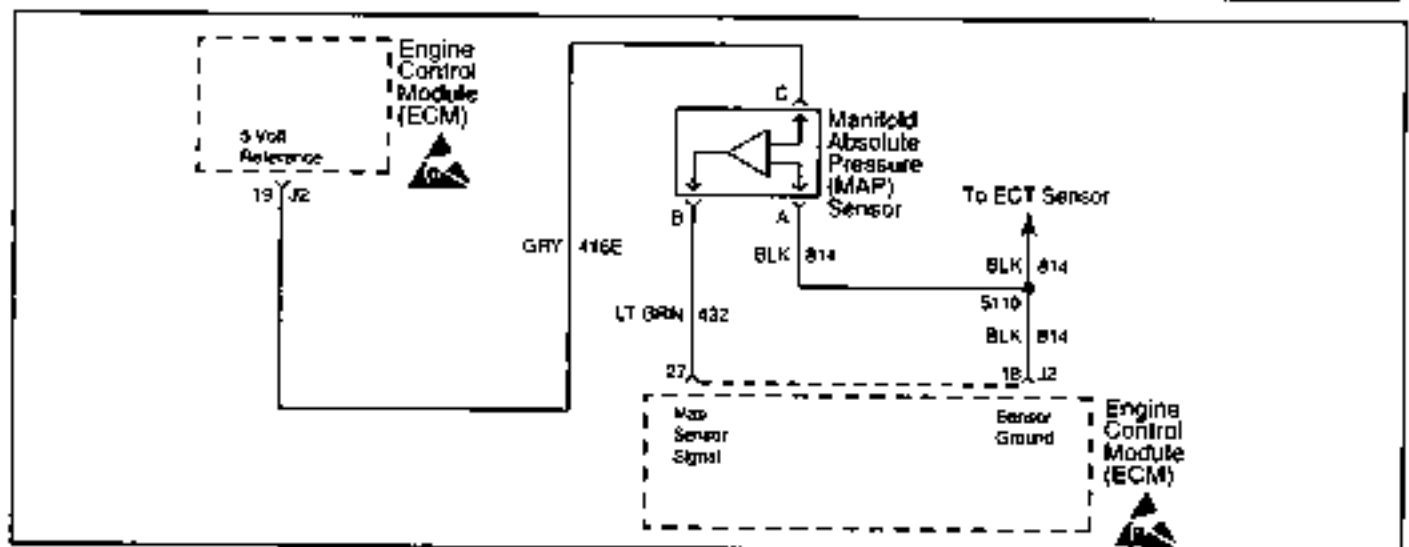 Engine
Control
Module
(ECM)
5 Volt
Reference
19 J2
C
Manifold
Absolute
Pressure
(MAP)
Sensor
To ECT Sensor
B
A
GRY 416E
BLK 814
BLK 814
S110
LT GRN 432
BLK 814
27
18 J2
Map
Sensor
Signal
Sensor
Ground
Engine
Control
Module
(ECM)